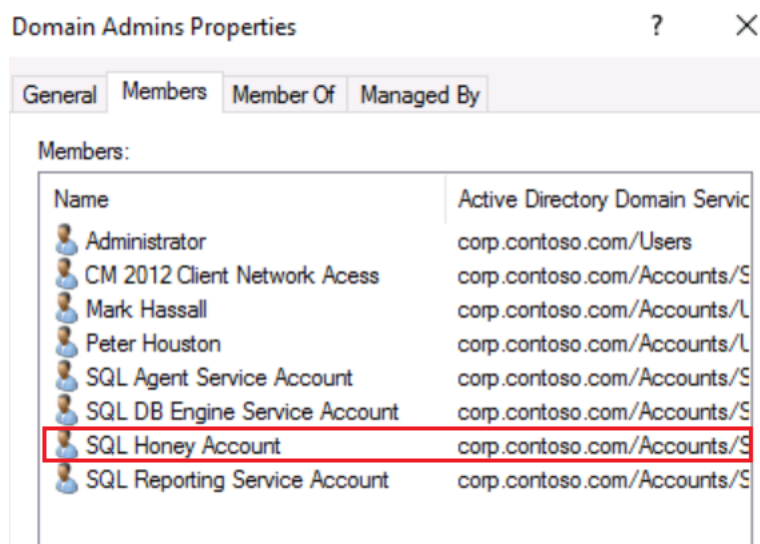 Domain Admins Properties ? ×
General Members Member Of Managed By
Members:
Name Active Directory Domain Servic
Administrator corp.contoso.com/Users
CM 2012 Client Network Acess corp.contoso.com/Accounts/S
Mark Hassall corp.contoso.com/Accounts/U
Peter Houston corp.contoso.com/Accounts/U
SQL Agent Service Account corp.contoso.com/Accounts/S
SQL DB Engine Service Account corp.contoso.com/Accounts/S
SQL Honey Account corp.contoso.com/Accounts/S
SQL Reporting Service Account corp.contoso.com/Accounts/S